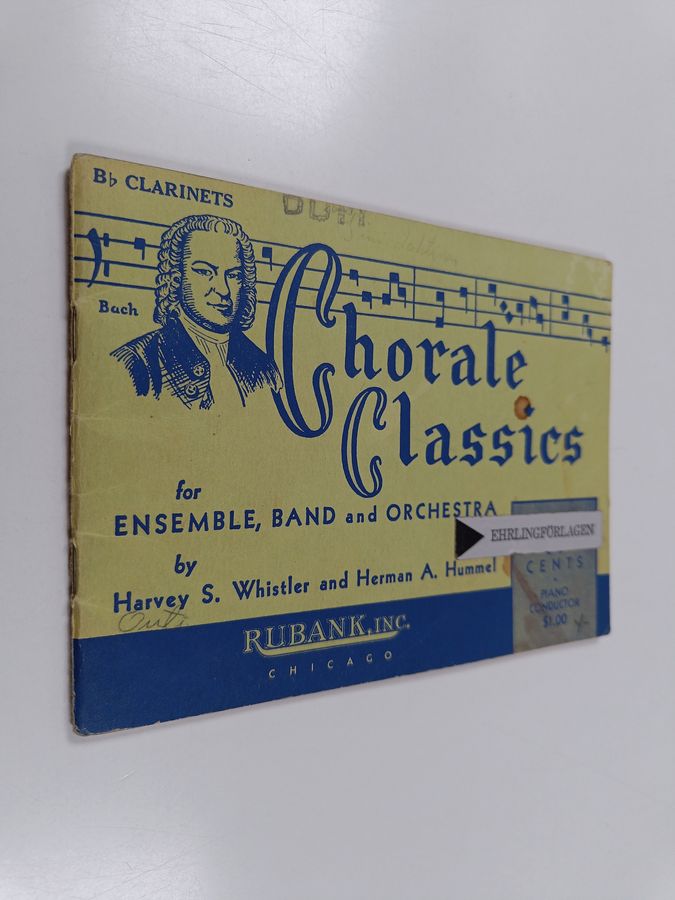 B♭ CLARINETS
Bach
Chorale
Classics
for
ENSEMBLE, BAND and ORCHESTRA
by
Harvey S. Whistler and Herman A. Hummel
EHRLINGFÖRLAGEN
CENTS
PIANO
CONDUCTOR
$1.00
RUBANK, INC.
CHICAGO